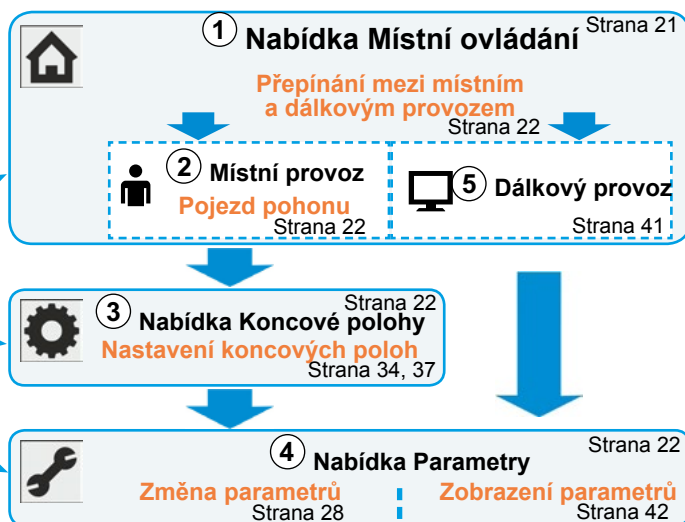 1 Nabídka Místní ovládání Strana 21
Přepínání mezi místním
a dálkovým provozem
Strana 22
2 Místní provoz
Pojezd pohonu
Strana 22
5 Dálkový provoz
Strana 41
Strana 22
3 Nabídka Koncové polohy
Nastavení koncových poloh
Strana 34, 37
Strana 22
4 Nabídka Parametry
Změna parametrů
Strana 28
Zobrazení parametrů
Strana 42